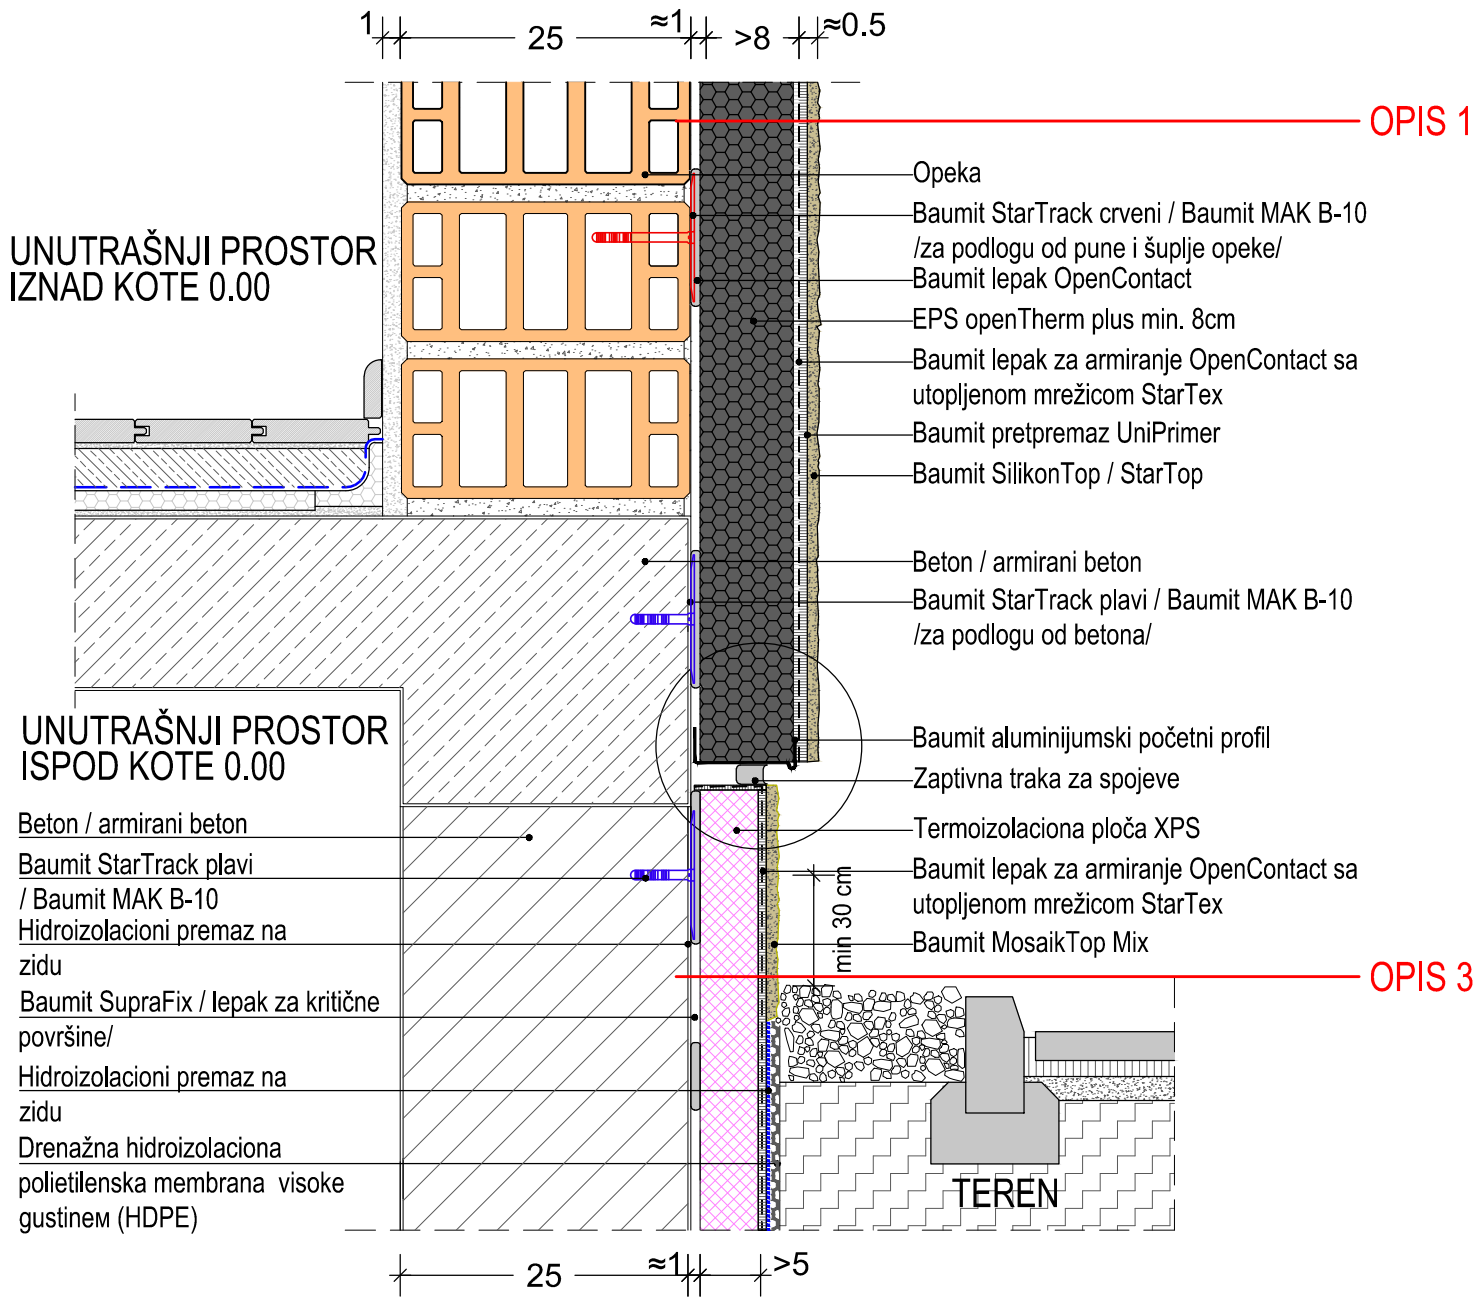 1
25
≈1
>8
≈0.5
OPIS 1
Opeka
Baumit StarTrack crveni / Baumit MAK B-10
/za podlogu od pune i šuplje opeke/
Baumit lepak OpenContact
EPS openTherm plus min. 8cm
Baumit lepak za armiranje OpenContact sa
utopljenom mrežicom StarTex
Baumit pretpremaz UniPrimer
Baumit SilikonTop / StarTop
UNUTRAŠNJI PROSTOR
IZNAD KOTE 0.00
Beton / armirani beton
Baumit StarTrack plavi / Baumit MAK B-10
/za podlogu od betona/
Baumit aluminijumski početni profil
Zaptivna traka za spojeve
Termoizolaciona ploča XPS
Baumit lepak za armiranje OpenContact sa
utopljenom mrežicom StarTex
Baumit MosaikTop Mix
min 30 cm
OPIS 3
UNUTRAŠNJI PROSTOR
ISPOD KOTE 0.00
Beton / armirani beton
Baumit StarTrack plavi
/ Baumit MAK B-10
Hidroizolacioni premaz na
zidu
Baumit SupraFix / lepak za kritične
površine/
Hidroizolacioni premaz na
zidu
Drenažna hidroizolaciona
polietilenska membrana visoke
gustineм (HDPE)
TEREN
25
≈1
>5